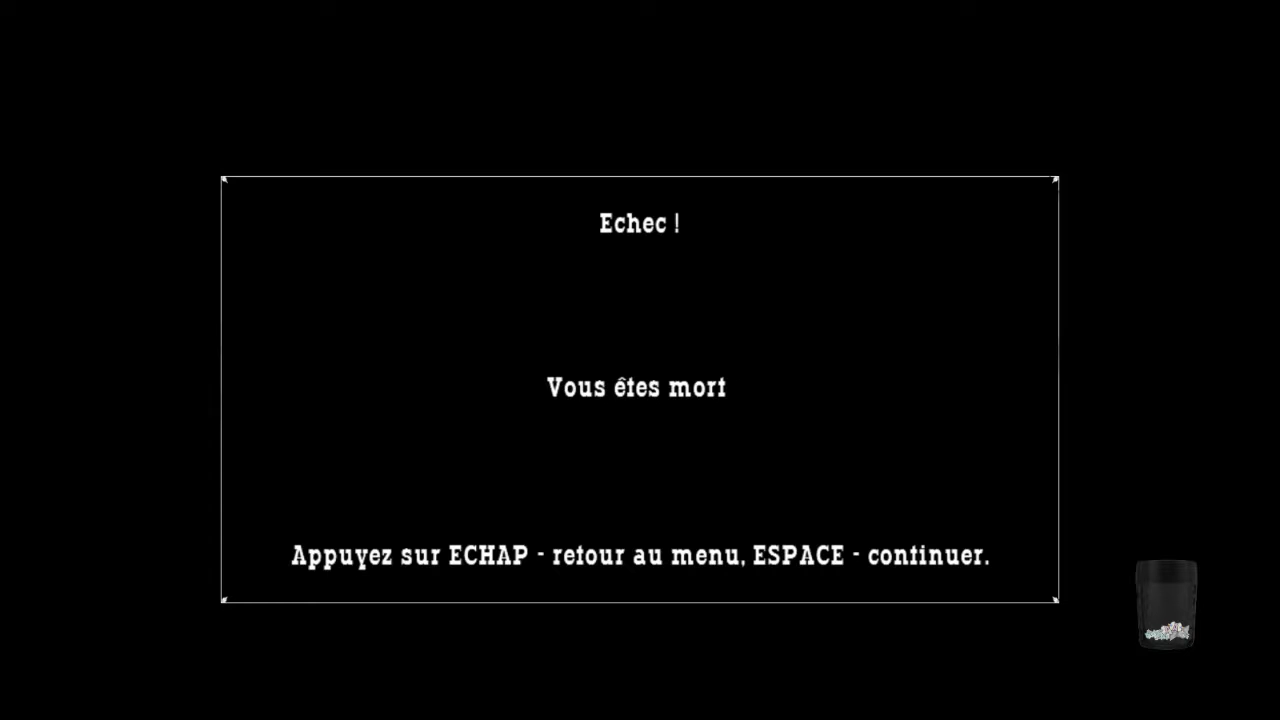 Echec !
Vous êtes mort
Appuyez sur ECHAP - retour au menu, ESPACE - continuer.